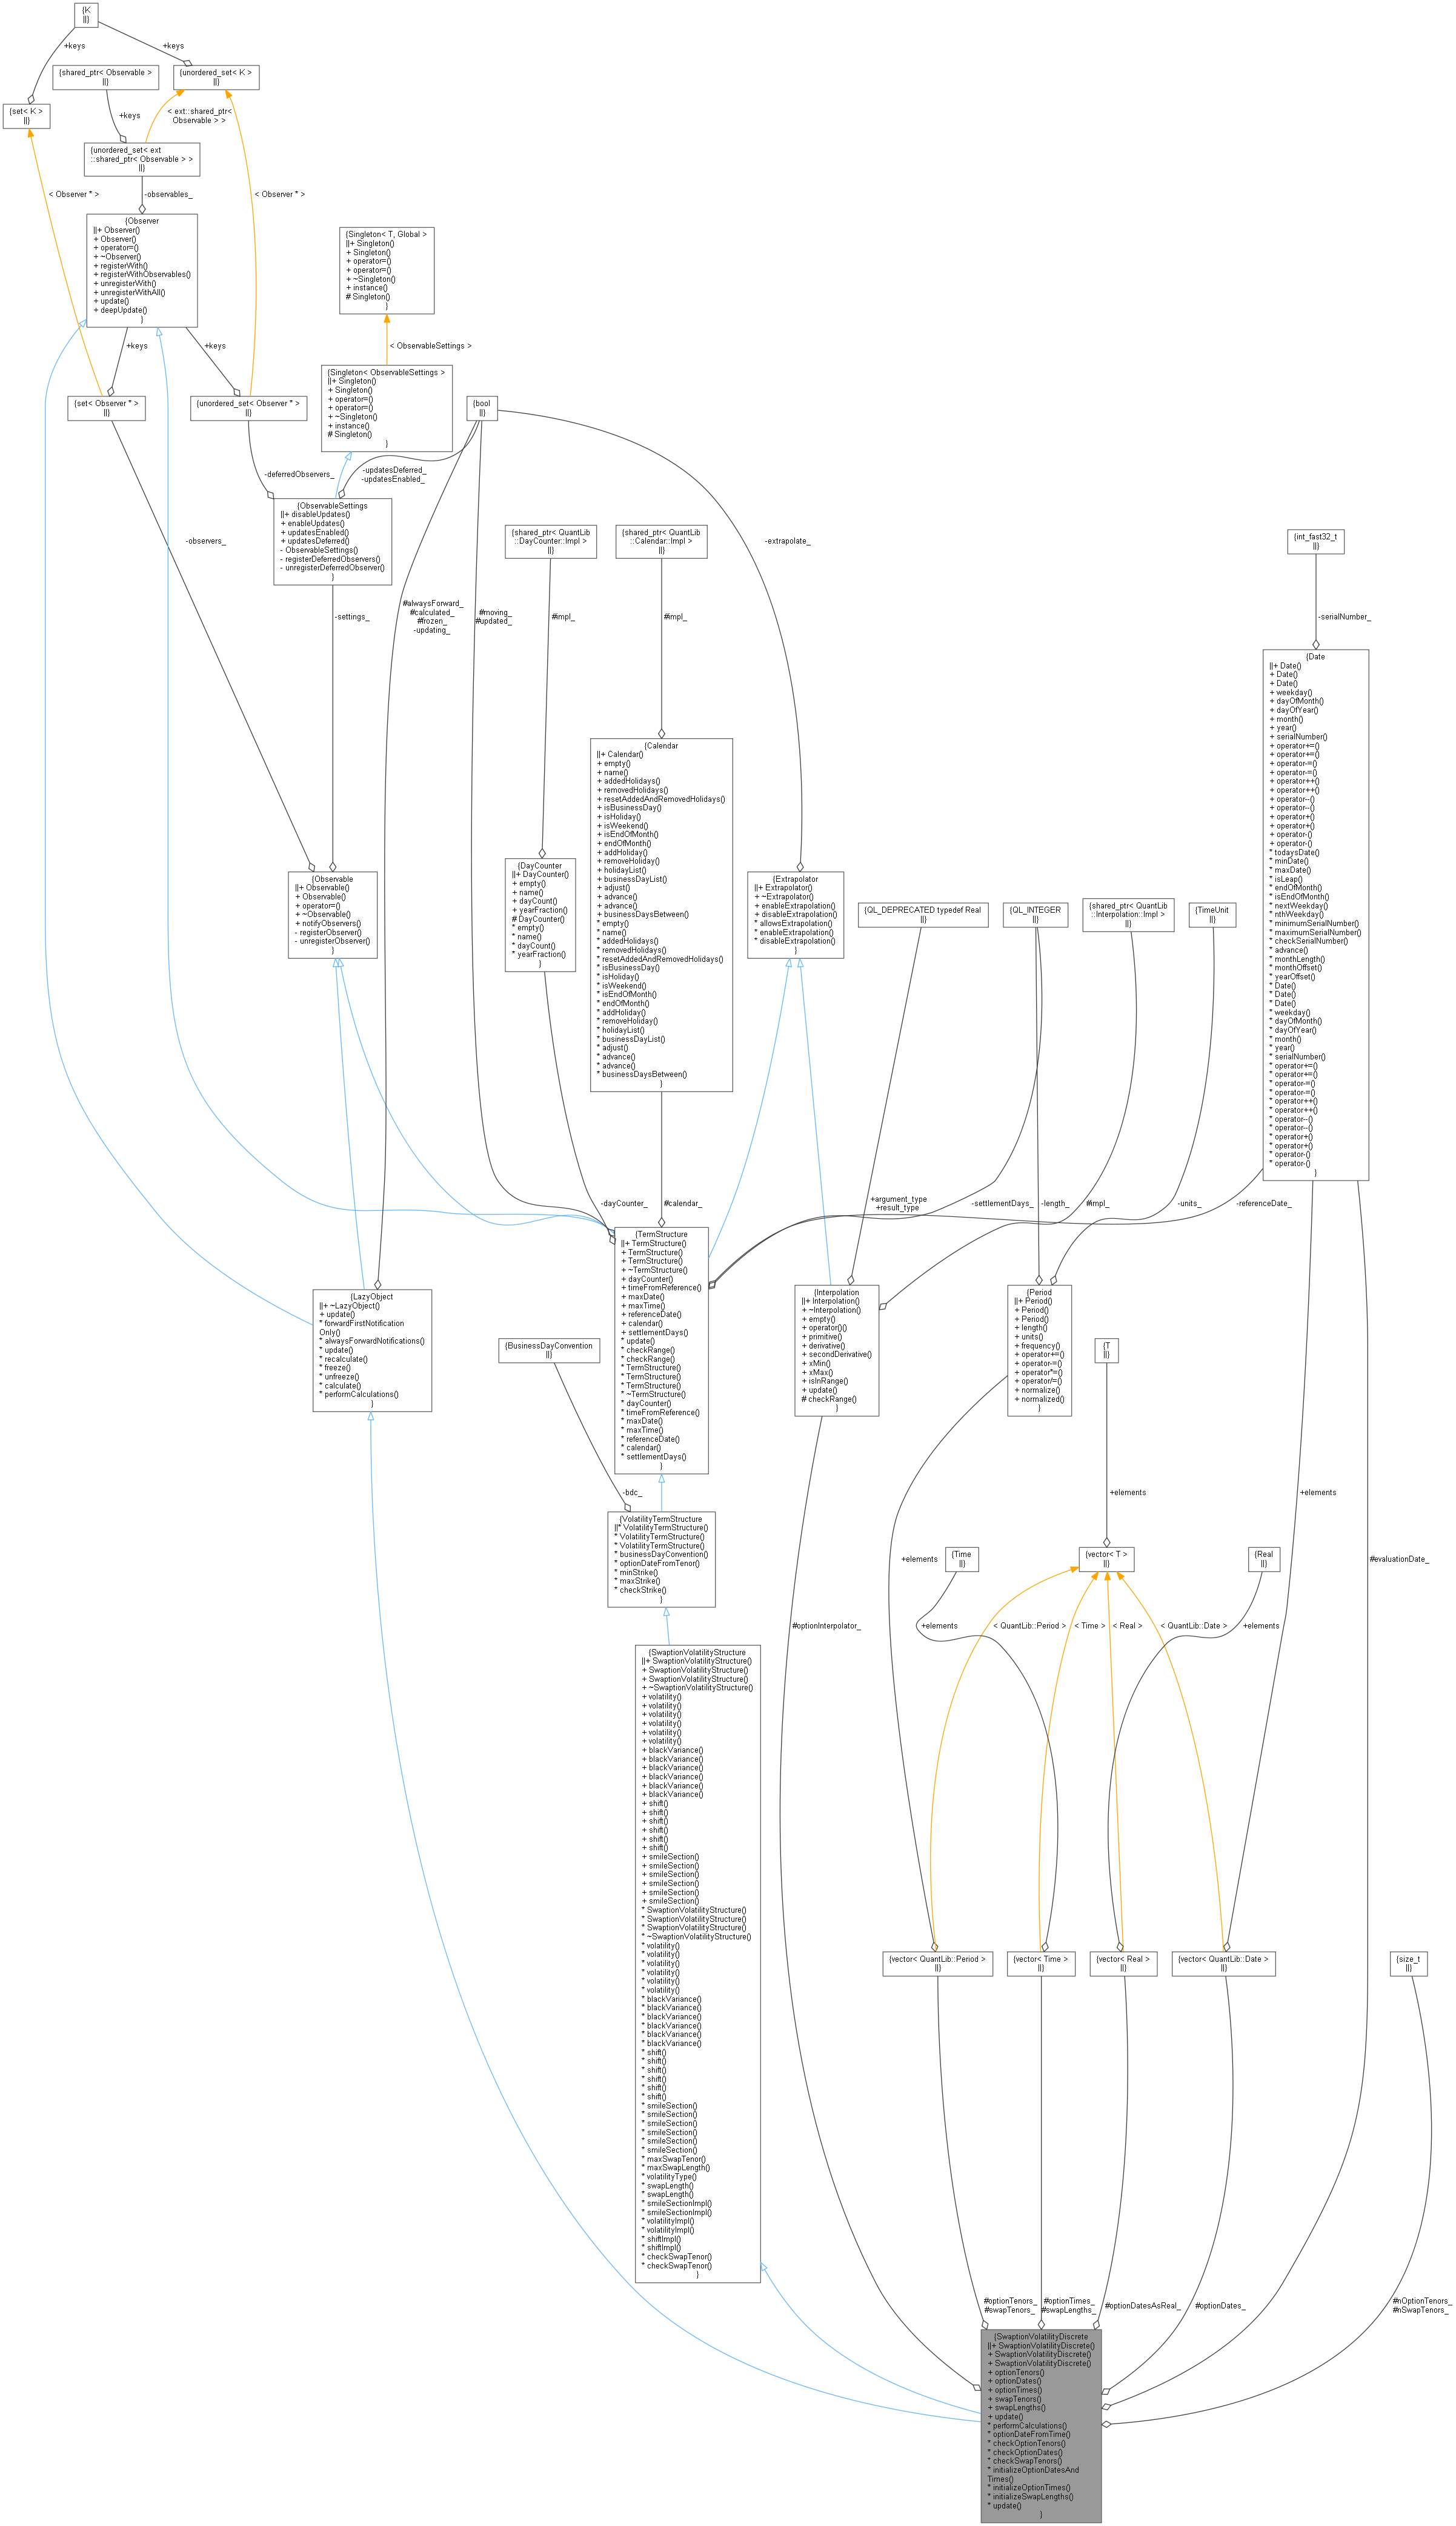 {K
||}
+keys
+keys
{shared_ptr< Observable >
||}
{unordered_set< K >
||}
{set< K >
||}
+keys
< ext::shared_ptr<
Observable > >
{unordered_set< ext
::shared_ptr< Observable > >
||}
< Observer * >
-observables_
< Observer * >
{Observer
||+ Observer()
+ Observer()
+ operator=()
+ ~Observer()
+ registerWith()
+ registerWithObservables()
+ unregisterWith()
+ unregisterWithAll()
+ update()
+ deepUpdate()
}
{Singleton< T, Global >
||+ Singleton()
+ Singleton()
+ operator=()
+ operator=()
+ ~Singleton()
+ instance()
# Singleton()
}
+keys
+keys
< ObservableSettings >
{Singleton< ObservableSettings >
||+ Singleton()
+ Singleton()
+ operator=()
+ operator=()
+ ~Singleton()
+ instance()
# Singleton()
}
{set< Observer * >
||}
{unordered_set< Observer * >
||}
{bool
||}
-deferredObservers_
-updatesDeferred_
-updatesEnabled_
{ObservableSettings
||+ disableUpdates()
+ enableUpdates()
+ updatesEnabled()
+ updatesDeferred()
- ObservableSettings()
- registerDeferredObservers()
- unregisterDeferredObserver()
}
{shared_ptr< QuantLib
::DayCounter::Impl >
||}
{shared_ptr< QuantLib
::Calendar::Impl >
||}
-observers_
-extrapolate_
{int_fast32_t
||}
-settings_
#alwaysForward_
#calculated_
#frozen_
-updating_
#moving_
#updated_
#impl_
#impl_
-serialNumber_
{Date
||+ Date()
+ Date()
+ Date()
+ weekday()
+ dayOfMonth()
+ dayOfYear()
+ month()
+ year()
+ serialNumber()
+ operator+=()
+ operator+=()
+ operator-=()
+ operator-=()
+ operator++()
+ operator++()
+ operator--()
+ operator--()
+ operator+()
+ operator+()
+ operator-()
+ operator-()
* todaysDate()
* minDate()
* maxDate()
* isLeap()
* endOfMonth()
* isEndOfMonth()
* nextWeekday()
* nthWeekday()
* minimumSerialNumber()
* maximumSerialNumber()
* checkSerialNumber()
* advance()
* monthLength()
* monthOffset()
* yearOffset()
* Date()
* Date()
* Date()
* weekday()
* dayOfMonth()
* dayOfYear()
* month()
* year()
* serialNumber()
* operator+=()
* operator+=()
* operator-=()
* operator-=()
* operator++()
* operator++()
* operator--()
* operator--()
* operator+()
* operator+()
* operator-()
* operator-()
}
{Calendar
||+ Calendar()
+ empty()
+ name()
+ addedHolidays()
+ removedHolidays()
+ resetAddedAndRemovedHolidays()
+ isBusinessDay()
+ isHoliday()
+ isWeekend()
+ isEndOfMonth()
+ endOfMonth()
+ addHoliday()
+ removeHoliday()
+ holidayList()
+ businessDayList()
+ adjust()
+ advance()
+ advance()
+ businessDaysBetween()
* empty()
* name()
* addedHolidays()
* removedHolidays()
* resetAddedAndRemovedHolidays()
* isBusinessDay()
* isHoliday()
* isWeekend()
* isEndOfMonth()
* endOfMonth()
* addHoliday()
* removeHoliday()
* holidayList()
* businessDayList()
* adjust()
* advance()
* advance()
* businessDaysBetween()
}
{DayCounter
||+ DayCounter()
+ empty()
+ name()
+ dayCount()
+ yearFraction()
# DayCounter()
* empty()
* name()
* dayCount()
* yearFraction()
}
{Observable
||+ Observable()
+ Observable()
+ operator=()
+ ~Observable()
+ notifyObservers()
- registerObserver()
- unregisterObserver()
}
{Extrapolator
||+ Extrapolator()
+ ~Extrapolator()
+ enableExtrapolation()
+ disableExtrapolation()
* allowsExtrapolation()
* enableExtrapolation()
* disableExtrapolation()
}
{QL_DEPRECATED typedef Real
||}
{QL_INTEGER
||}
{shared_ptr< QuantLib
::Interpolation::Impl >
||}
{TimeUnit
||}
-dayCounter_
#calendar_
+argument_type
+result_type
-settlementDays_
-length_
#impl_
-units_
-referenceDate_
{TermStructure
||+ TermStructure()
+ TermStructure()
+ TermStructure()
+ ~TermStructure()
+ dayCounter()
+ timeFromReference()
+ maxDate()
+ maxTime()
+ referenceDate()
+ calendar()
+ settlementDays()
* update()
* checkRange()
* checkRange()
* TermStructure()
* TermStructure()
* TermStructure()
* ~TermStructure()
* dayCounter()
* timeFromReference()
* maxDate()
* maxTime()
* referenceDate()
* calendar()
* settlementDays()
}
{LazyObject
||+ ~LazyObject()
+ update()
* forwardFirstNotification
Only()
* alwaysForwardNotifications()
* update()
* recalculate()
* freeze()
* unfreeze()
* calculate()
* performCalculations()
}
{Interpolation
||+ Interpolation()
+ ~Interpolation()
+ empty()
+ operator()()
+ primitive()
+ derivative()
+ secondDerivative()
+ xMin()
+ xMax()
+ isInRange()
+ update()
# checkRange()
}
{Period
||+ Period()
+ Period()
+ Period()
+ length()
+ units()
+ frequency()
+ operator+=()
+ operator-=()
+ operator*=()
+ operator/=()
+ normalize()
+ normalized()
}
{BusinessDayConvention
||}
{T
||}
-bdc_
+elements
+elements
{VolatilityTermStructure
||* VolatilityTermStructure()
* VolatilityTermStructure()
* VolatilityTermStructure()
* businessDayConvention()
* optionDateFromTenor()
* minStrike()
* maxStrike()
* checkStrike()
}
+elements
{Time
||}
{vector< T >
||}
{Real
||}
#evaluationDate_
#optionInterpolator_
+elements
< QuantLib::Period >
< Time >
< Real >
< QuantLib::Date >
+elements
{SwaptionVolatilityStructure
||+ SwaptionVolatilityStructure()
+ SwaptionVolatilityStructure()
+ SwaptionVolatilityStructure()
+ ~SwaptionVolatilityStructure()
+ volatility()
+ volatility()
+ volatility()
+ volatility()
+ volatility()
+ volatility()
+ blackVariance()
+ blackVariance()
+ blackVariance()
+ blackVariance()
+ blackVariance()
+ blackVariance()
+ shift()
+ shift()
+ shift()
+ shift()
+ shift()
+ shift()
+ smileSection()
+ smileSection()
+ smileSection()
+ smileSection()
+ smileSection()
+ smileSection()
* SwaptionVolatilityStructure()
* SwaptionVolatilityStructure()
* SwaptionVolatilityStructure()
* ~SwaptionVolatilityStructure()
* volatility()
* volatility()
* volatility()
* volatility()
* volatility()
* volatility()
* blackVariance()
* blackVariance()
* blackVariance()
* blackVariance()
* blackVariance()
* blackVariance()
* shift()
* shift()
* shift()
* shift()
* shift()
* shift()
* smileSection()
* smileSection()
* smileSection()
* smileSection()
* smileSection()
* smileSection()
* maxSwapTenor()
* maxSwapLength()
* volatilityType()
* swapLength()
* swapLength()
* smileSectionImpl()
* smileSectionImpl()
* volatilityImpl()
* volatilityImpl()
* shiftImpl()
* shiftImpl()
* checkSwapTenor()
* checkSwapTenor()
}
{vector< QuantLib::Period >
||}
{vector< Time >
||}
{vector< Real >
||}
{vector< QuantLib::Date >
||}
{size_t
||}
#optionTenors_
#swapTenors_
#optionTimes_
#swapLengths_
#optionDatesAsReal_
#optionDates_
#nOptionTenors_
#nSwapTenors_
{SwaptionVolatilityDiscrete
||+ SwaptionVolatilityDiscrete()
+ SwaptionVolatilityDiscrete()
+ SwaptionVolatilityDiscrete()
+ optionTenors()
+ optionDates()
+ optionTimes()
+ swapTenors()
+ swapLengths()
+ update()
* performCalculations()
* optionDateFromTime()
* checkOptionTenors()
* checkOptionDates()
* checkSwapTenors()
* initializeOptionDatesAnd
Times()
* initializeOptionTimes()
* initializeSwapLengths()
* update()
}